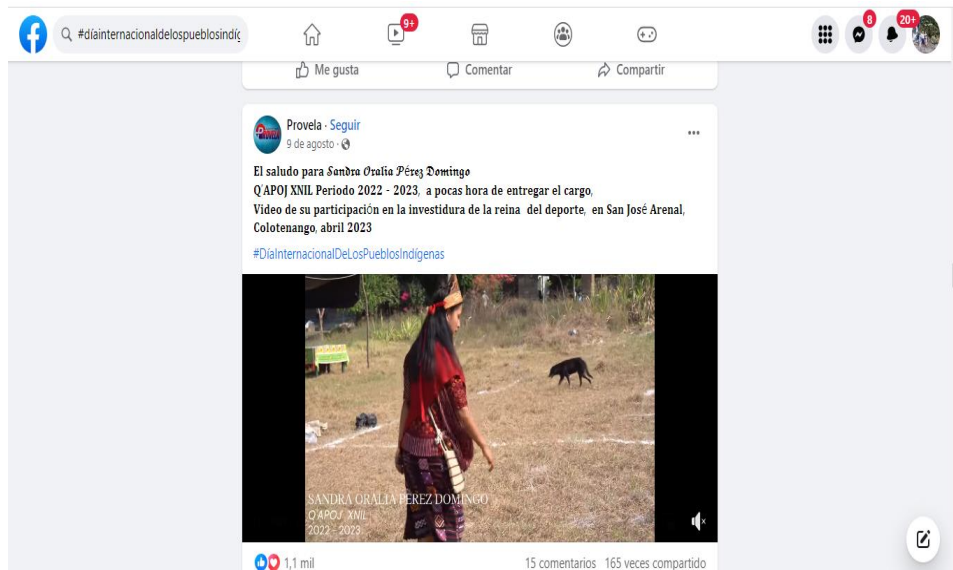 #díainternacionaldelospueblosindíg
9+
8
20+
Me gusta
Comentar
Compartir
Provela · Seguir
9 de agosto ·
El saludo para Sandra Oralia Pérez Domingo
Q'APOJ XNIL Periodo 2022 - 2023, a pocas hora de entregar el cargo,
Video de su participación en la investidura de la reina del deporte, en San José Arenal,
Colotenango, abril 2023
#DíaInternacionalDeLosPueblosIndígenas
SANDRA ORALIA PÉREZ DOMINGO
Q'APOJ XNIL
2022 - 2023
1,1 mil
15 comentarios
165 veces compartido